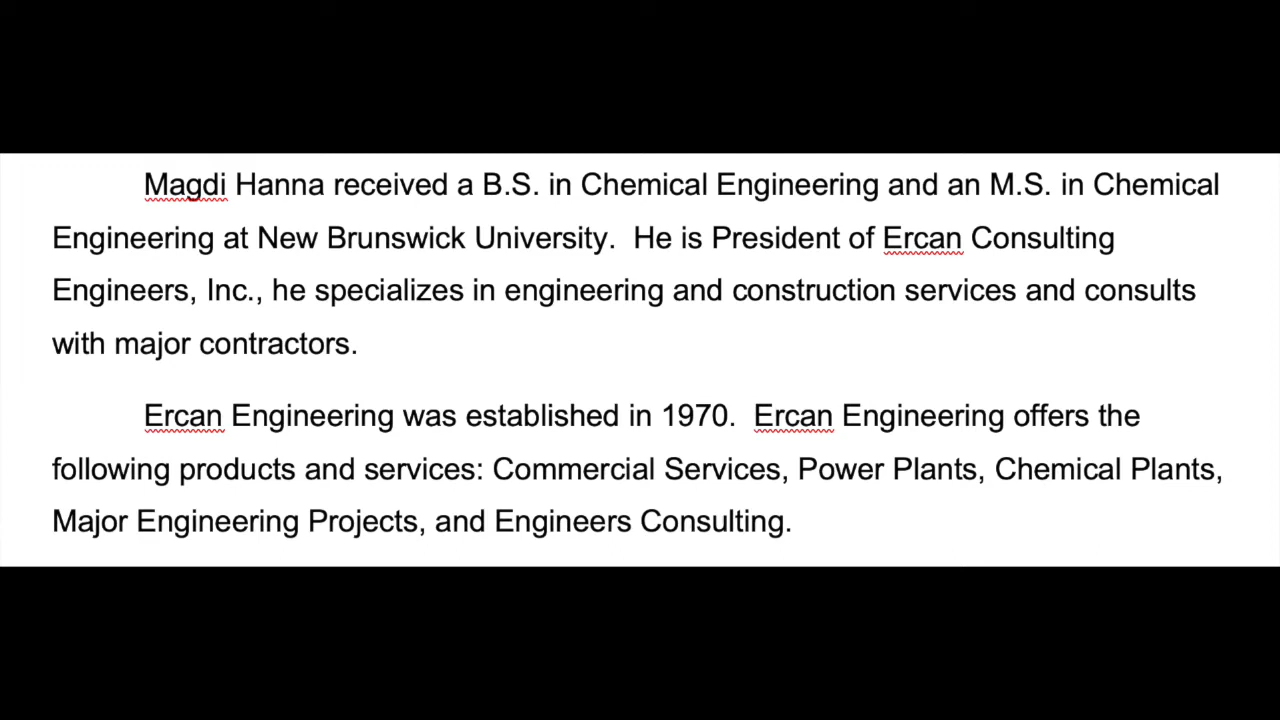 Magdi Hanna received a B.S. in Chemical Engineering and an M.S. in Chemical
Engineering at New Brunswick University.  He is President of Ercan Consulting
Engineers, Inc., he specializes in engineering and construction services and consults
with major contractors.
Ercan Engineering was established in 1970.  Ercan Engineering offers the
following products and services: Commercial Services, Power Plants, Chemical Plants,
Major Engineering Projects, and Engineers Consulting.